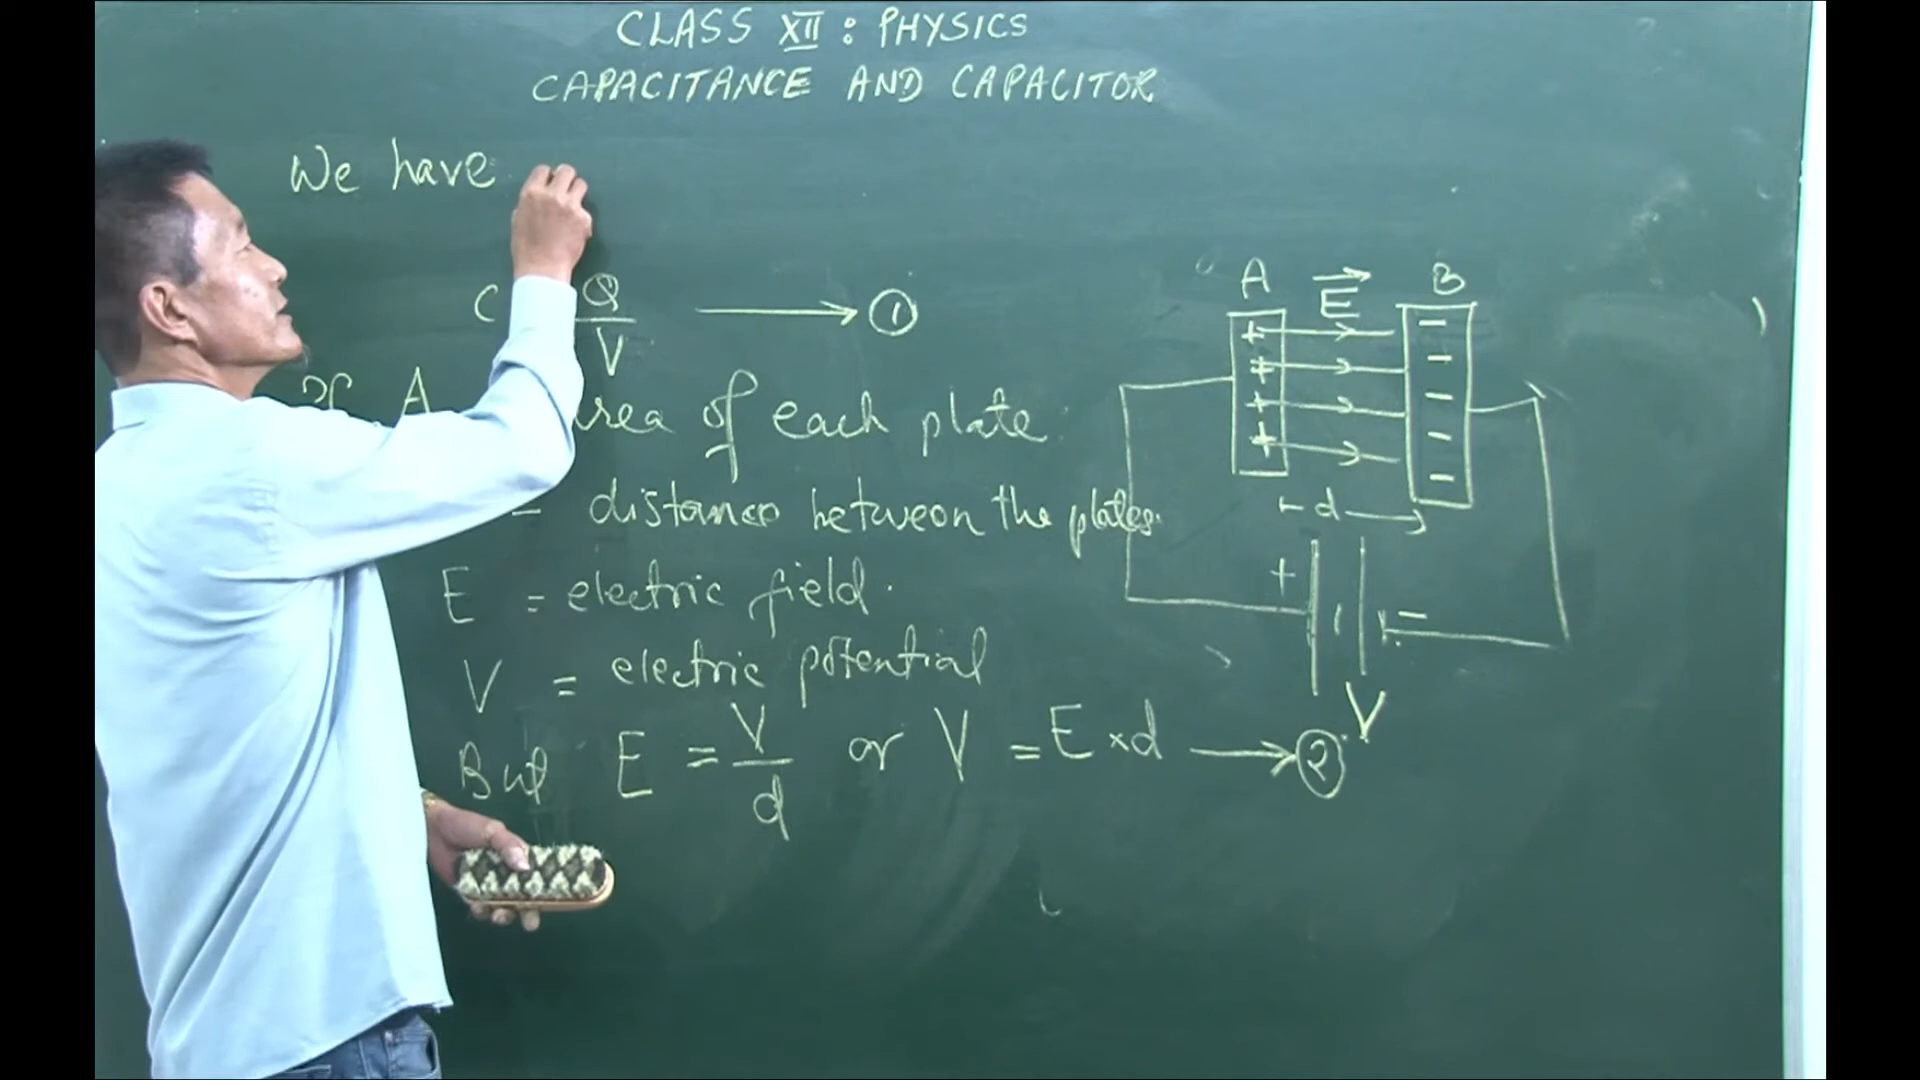 CLASS XII : PHYSICS
CAPACITANCE AND CAPACITOR
We have
C Q/V ⟶ ①
If A area of each plate.
= distance between the plates.
E = electric field.
V = electric potential
But E = V/d or V = E × d ⟶ ②
A E⃗ B
+ −
+ −
+ −
+ −
−
d
+ −
V